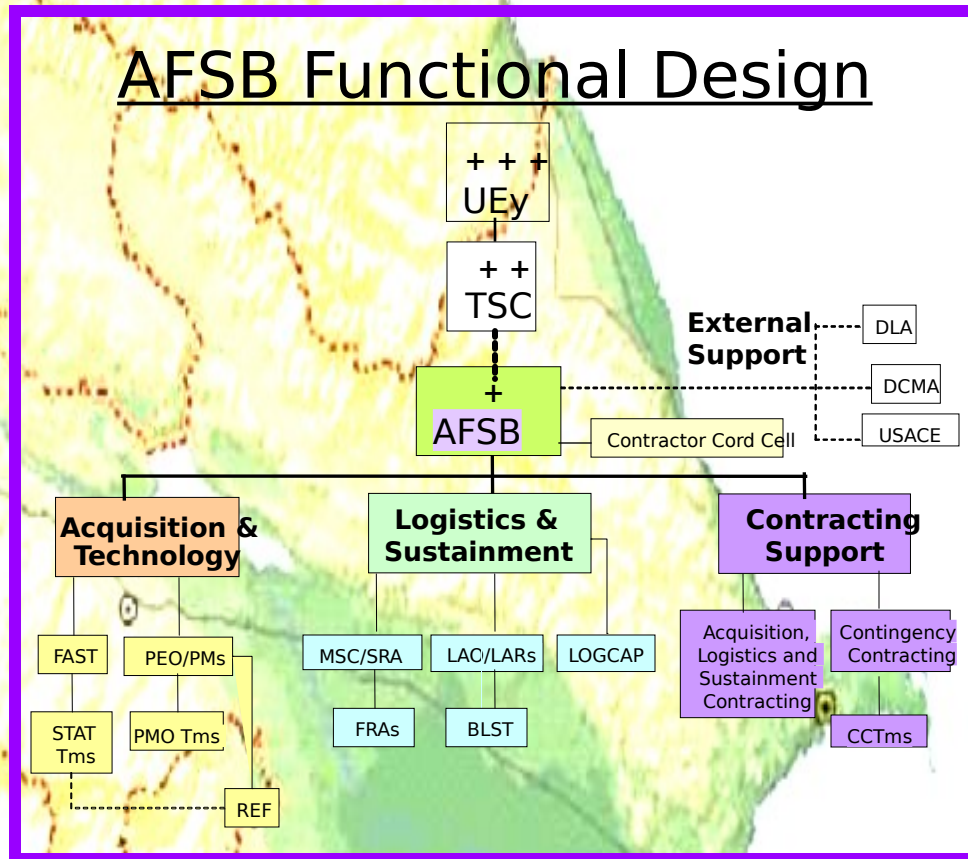 AFSB Functional Design
+ + +
UEy
+ +
TSC
External
Support
DLA
DCMA
USACE
+
AFSB
Contractor Cord Cell
Acquisition &
Technology
Logistics &
Sustainment
Contracting
Support
FAST
PEO/PMs
MSC/SRA
LAO/LARs
LOGCAP
Acquisition,
Logistics and
Sustainment
Contracting
Contingency
Contracting
STAT
Tms
PMO Tms
FRAs
BLST
CCTms
REF